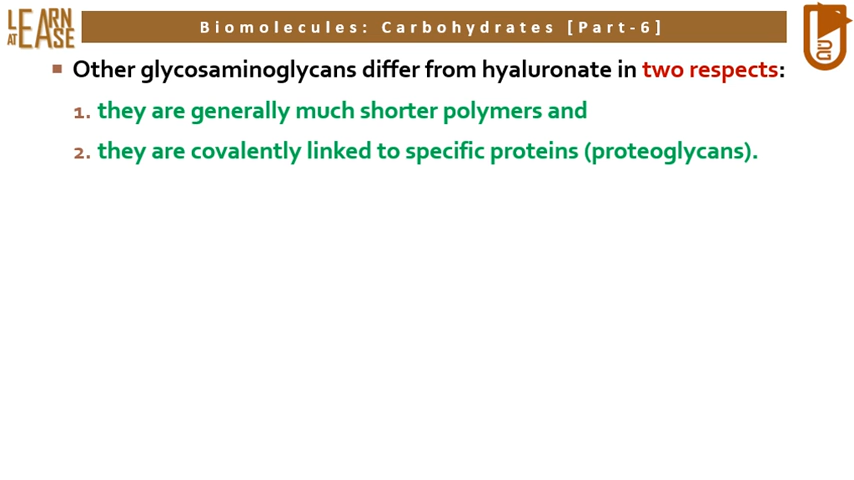 LEARN
AT EASE
Biomolecules: Carbohydrates [Part-6]
Other glycosaminoglycans differ from hyaluronate in two respects:
1. they are generally much shorter polymers and
2. they are covalently linked to specific proteins (proteoglycans).